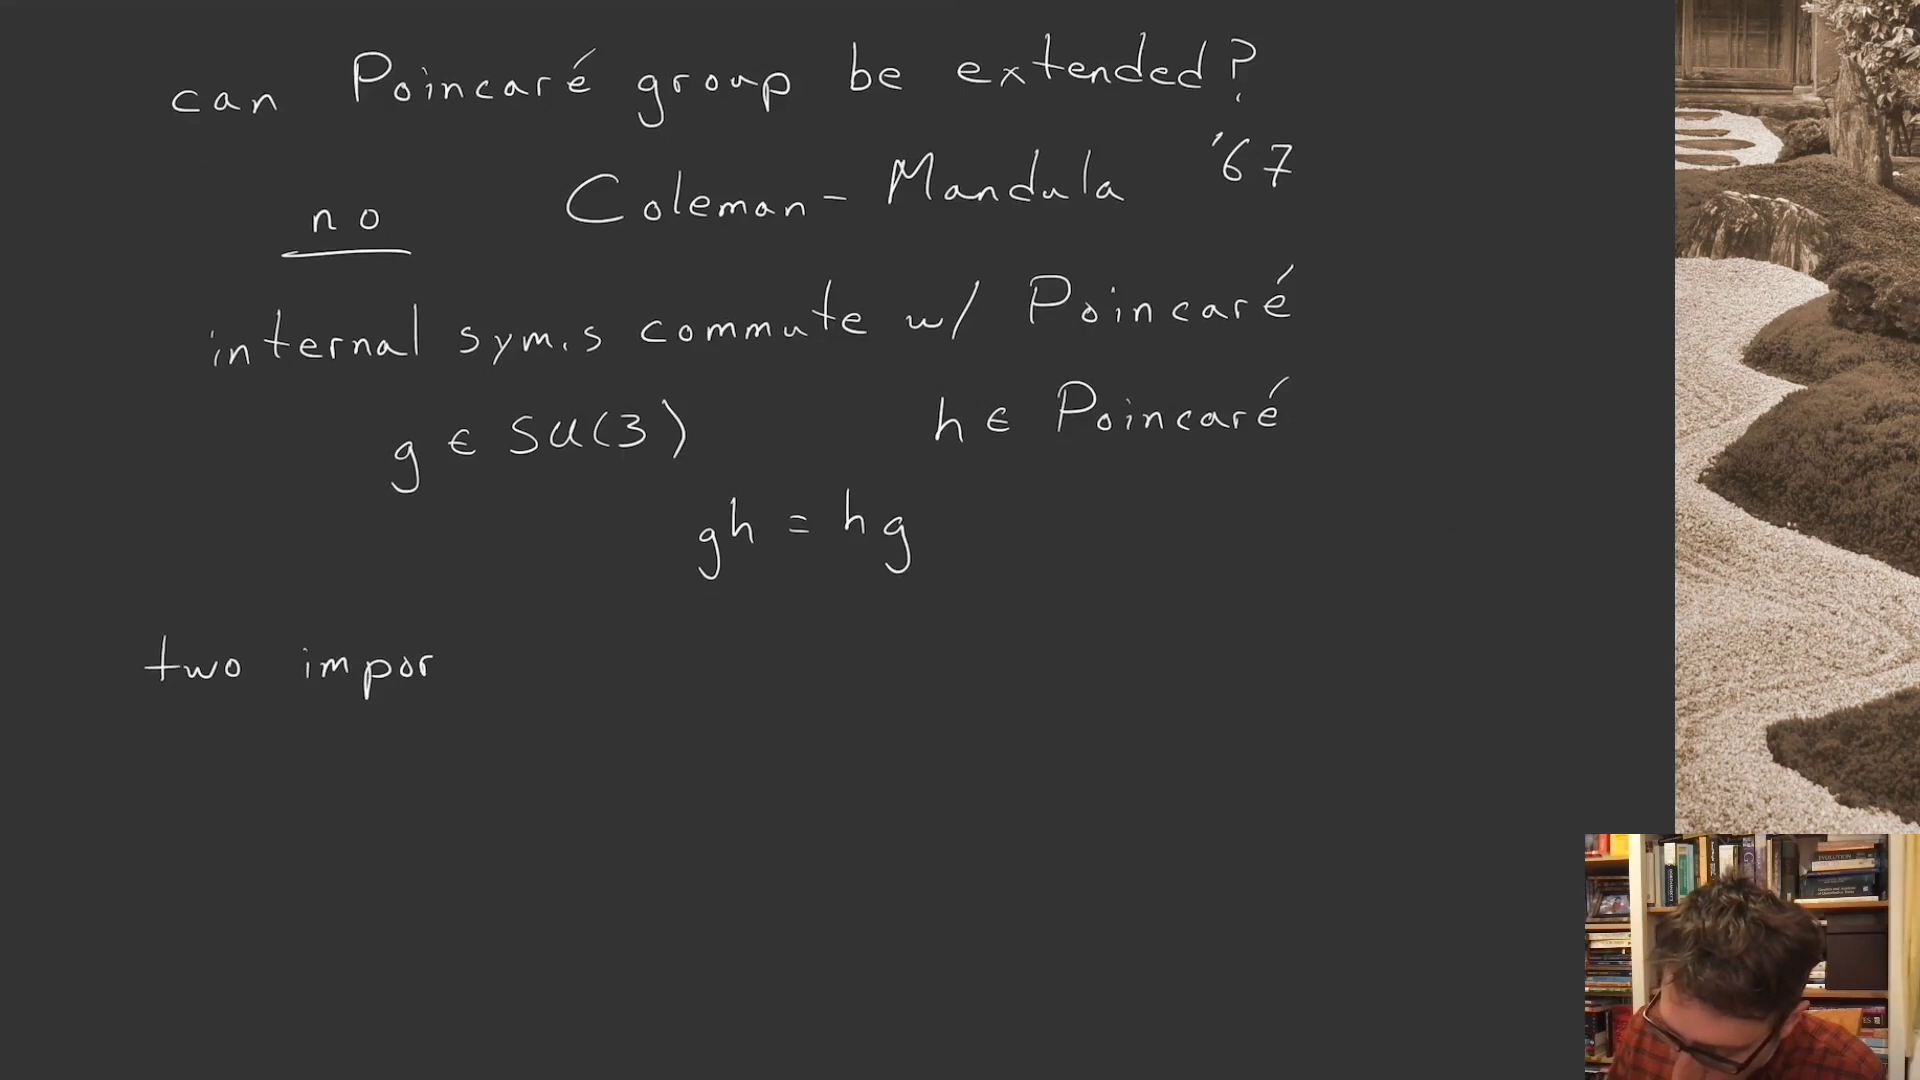 can Poincaré group be extended?
no Coleman-Mandula '67
internal sym.s commute w/ Poincaré
g ∈ SU(3) h ∈ Poincaré
gh = hg
two impor
EVOLUTION